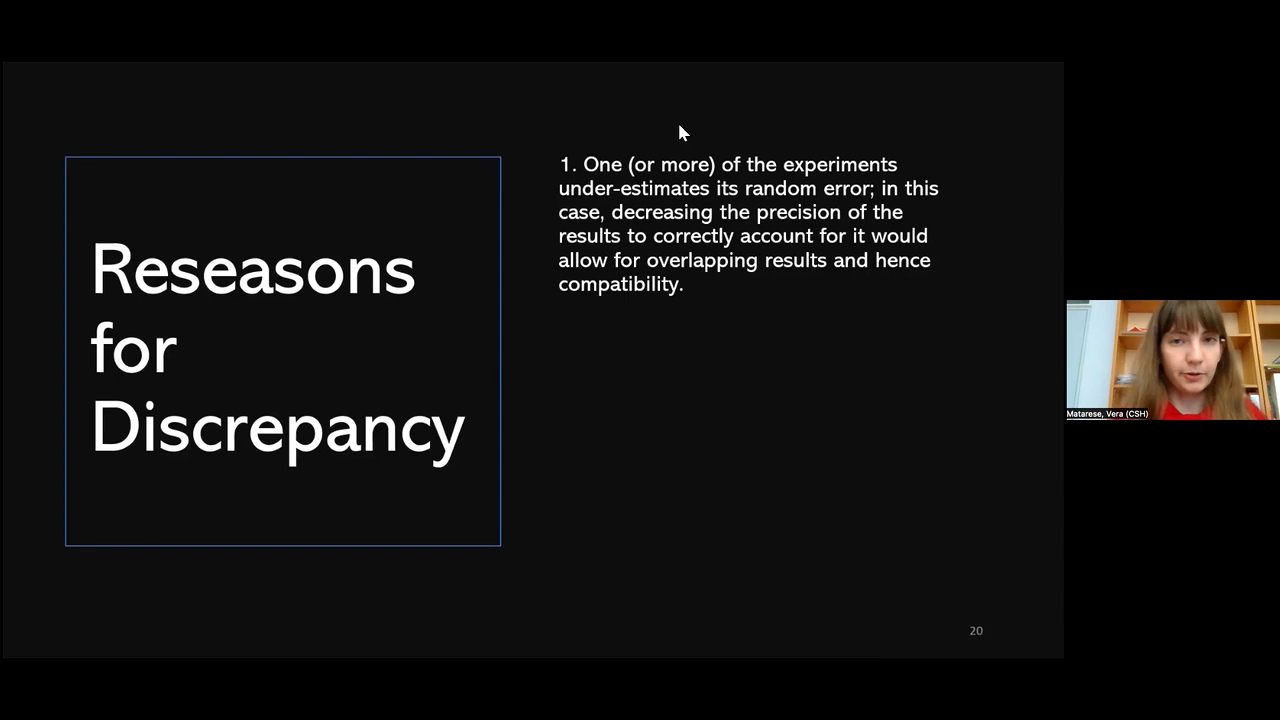 Reseasons
for
Discrepancy
1. One (or more) of the experiments
under-estimates its random error; in this
case, decreasing the precision of the
results to correctly account for it would
allow for overlapping results and hence
compatibility.
Matarese, Vera (CSH)
20